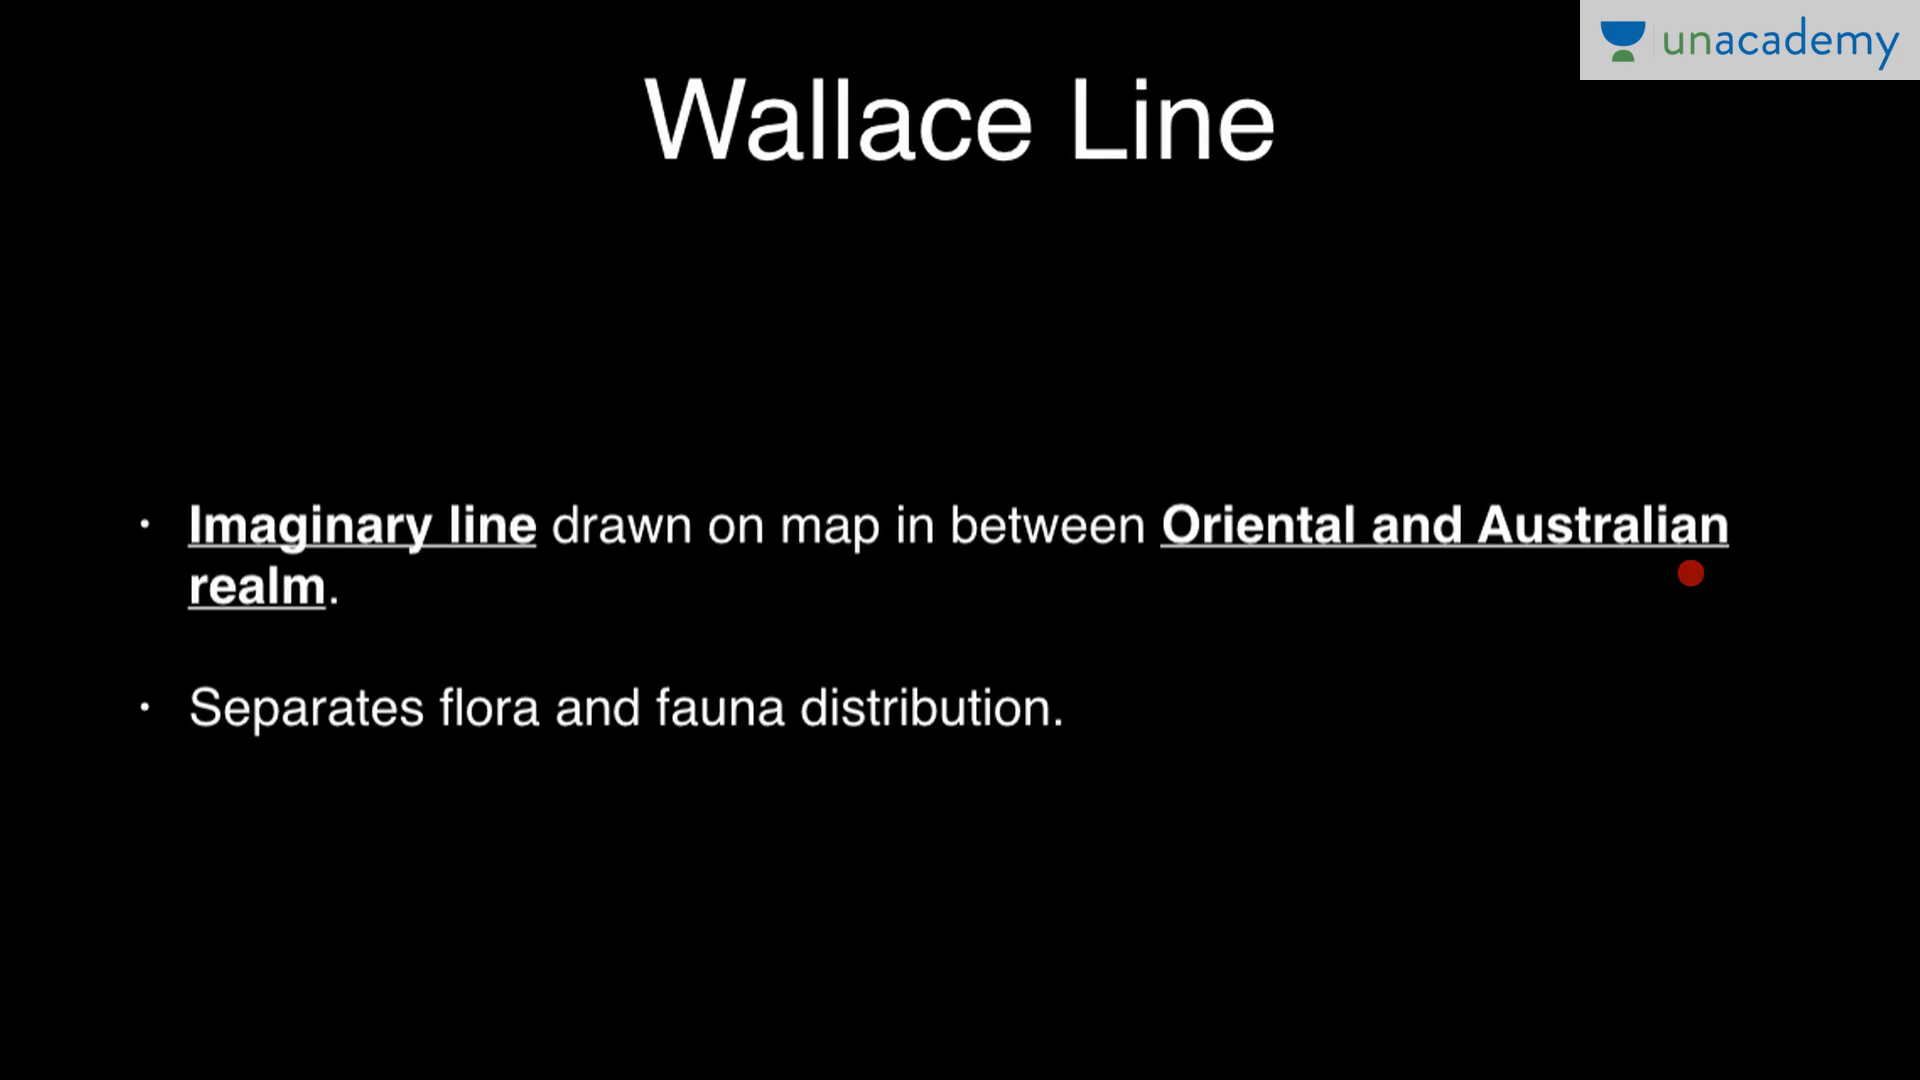 unacademy
Wallace Line
• Imaginary line drawn on map in between Oriental and Australian
realm.
• Separates flora and fauna distribution.